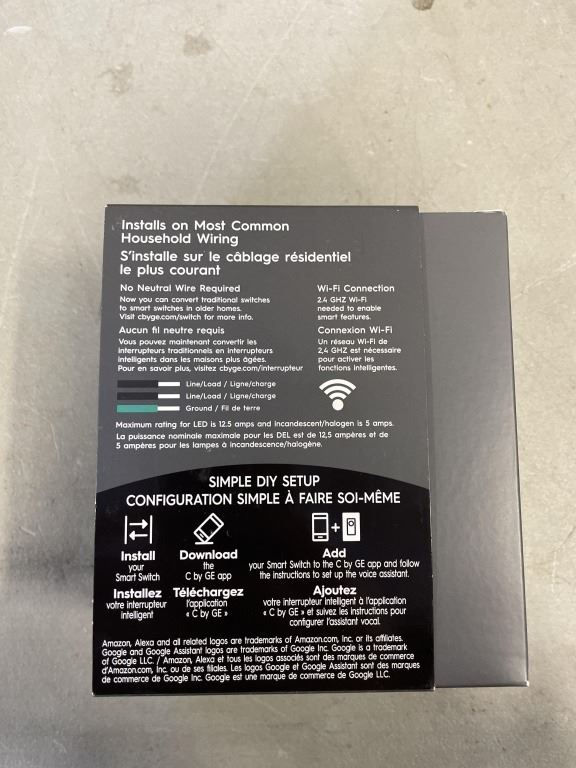 Installs on Most Common
Household Wiring
S'installe sur le câblage résidentiel
le plus courant
No Neutral Wire Required
Now you can convert traditional switches
to smart switches in older homes.
Visit cbyge.com/switch for more info.
Aucun fil neutre requis
Vous pouvez maintenant convertir les
interrupteurs traditionnels en interrupteurs
intelligents dans les maisons plus âgées.
Pour en savoir plus, visitez cbyge.com/interrupteur
Wi-Fi Connection
2.4 GHZ Wi-Fi
needed to enable
smart features.
Connexion Wi-Fi
Un réseau Wi-Fi de
2,4 GHZ est nécessaire
pour activer les
fonctions intelligentes.
Line/Load / Ligne/charge
Line/Load / Ligne/charge
Ground / Fil de terre
Maximum rating for LED is 12.5 amps and incandescent/halogen is 5 amps.
La puissance nominale maximale pour les DEL est de 12,5 ampères et de
5 ampères pour les lampes à incandescence/halogène.
SIMPLE DIY SETUP
CONFIGURATION SIMPLE À FAIRE SOI-MÊME
Install
your
Smart Switch
Installez
votre interrupteur
intelligent
Download
the
C by GE app
Téléchargez
l'application
« C by GE »
Add
your Smart Switch to the C by GE app and follow
the instructions to set up the voice assistant.
Ajoutez
votre interrupteur intelligent à l'application
« C by GE » et suivez les instructions pour
configurer l'assistant vocal.
Amazon, Alexa and all related logos are trademarks of Amazon.com, Inc. or its affiliates.
Google and Google Assistant logos are trademarks of Google Inc. Google is a trademark
of Google LLC. / Amazon, Alexa et tous les logos associés sont des marques de commerce
d'Amazon.com, Inc. ou de ses filiales. Les logos Google et Google Assistant sont des marques
de commerce de Google Inc. Google est une marque de commerce de Google LLC.